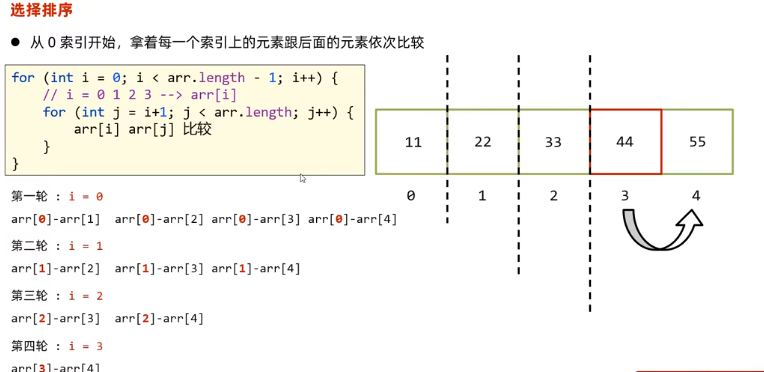 选择排序
● 从 0 索引开始，拿着每一个索引上的元素跟后面的元素依次比较
for (int i = 0; i < arr.length - 1; i++) {
// i = 0 1 2 3 --> arr[i]
for (int j = i+1; j < arr.length; j++) {
arr[i] arr[j] 比较
}
}
11 22 33 44 55
0 1 2 3 4
第一轮 : i = 0
arr[0]-arr[1] arr[0]-arr[2] arr[0]-arr[3] arr[0]-arr[4]
第二轮 : i = 1
arr[1]-arr[2] arr[1]-arr[3] arr[1]-arr[4]
第三轮 : i = 2
arr[2]-arr[3] arr[2]-arr[4]
第四轮 : i = 3
arr[3]-arr[4]